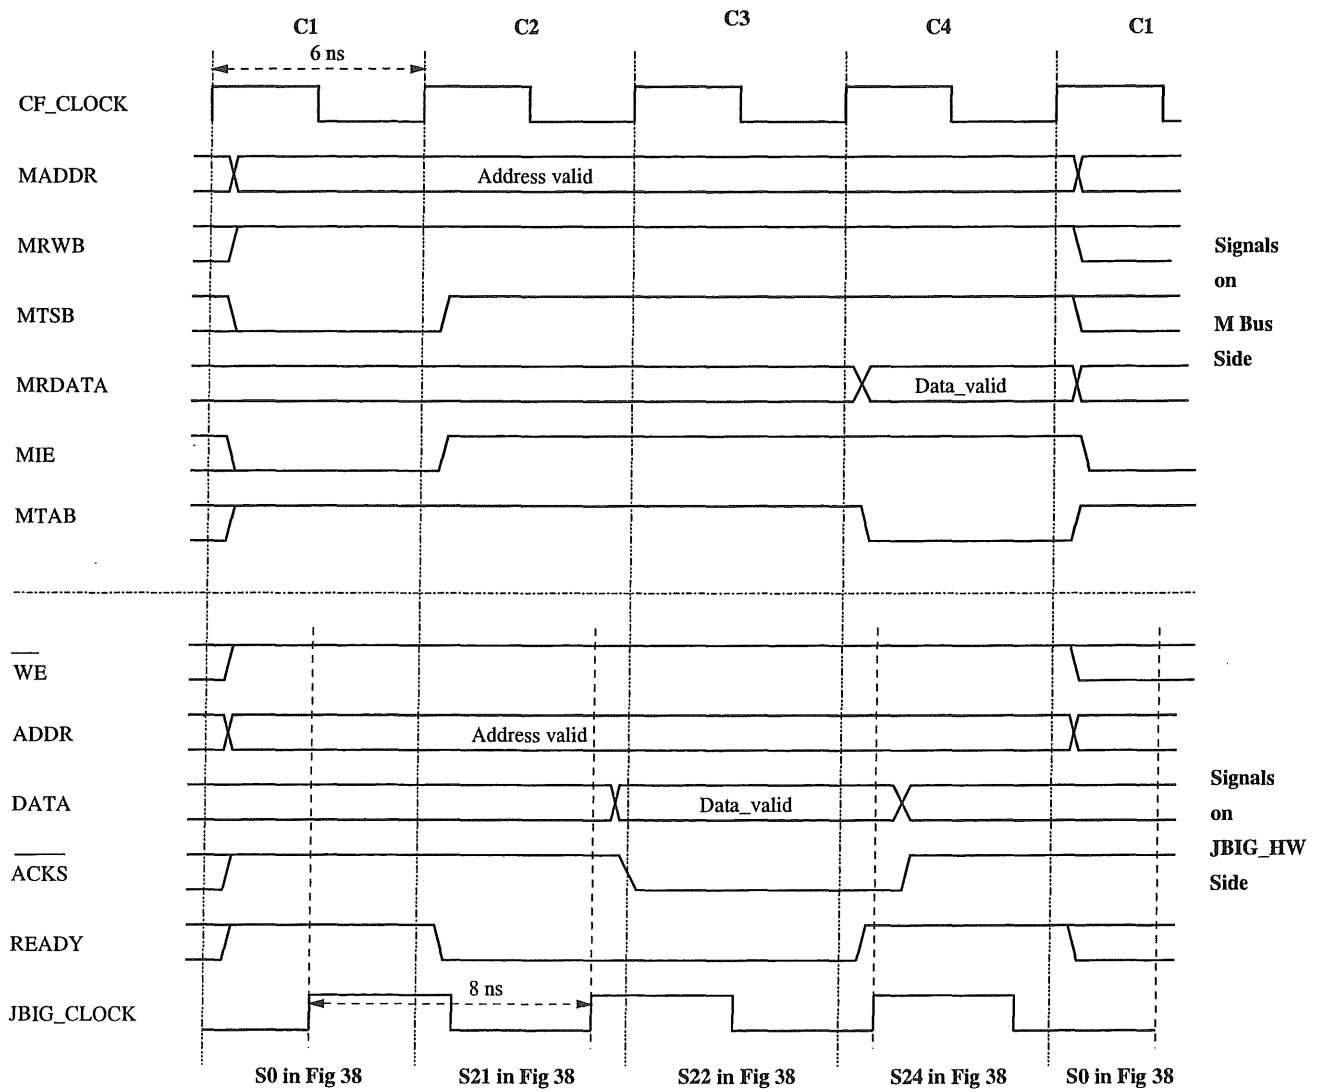 C1
C2
C3
C4
C1
6 ns
CF_CLOCK
MADDR
Address valid
MRWB
Signals
on
MTSB
M Bus
Side
MRDATA
Data_valid
MIE
MTAB
WE
ADDR
Address valid
DATA
Data_valid
Signals
on
JBIG_HW
Side
ACKS
READY
8 ns
JBIG_CLOCK
S0 in Fig 38
S21 in Fig 38
S22 in Fig 38
S24 in Fig 38
S0 in Fig 38